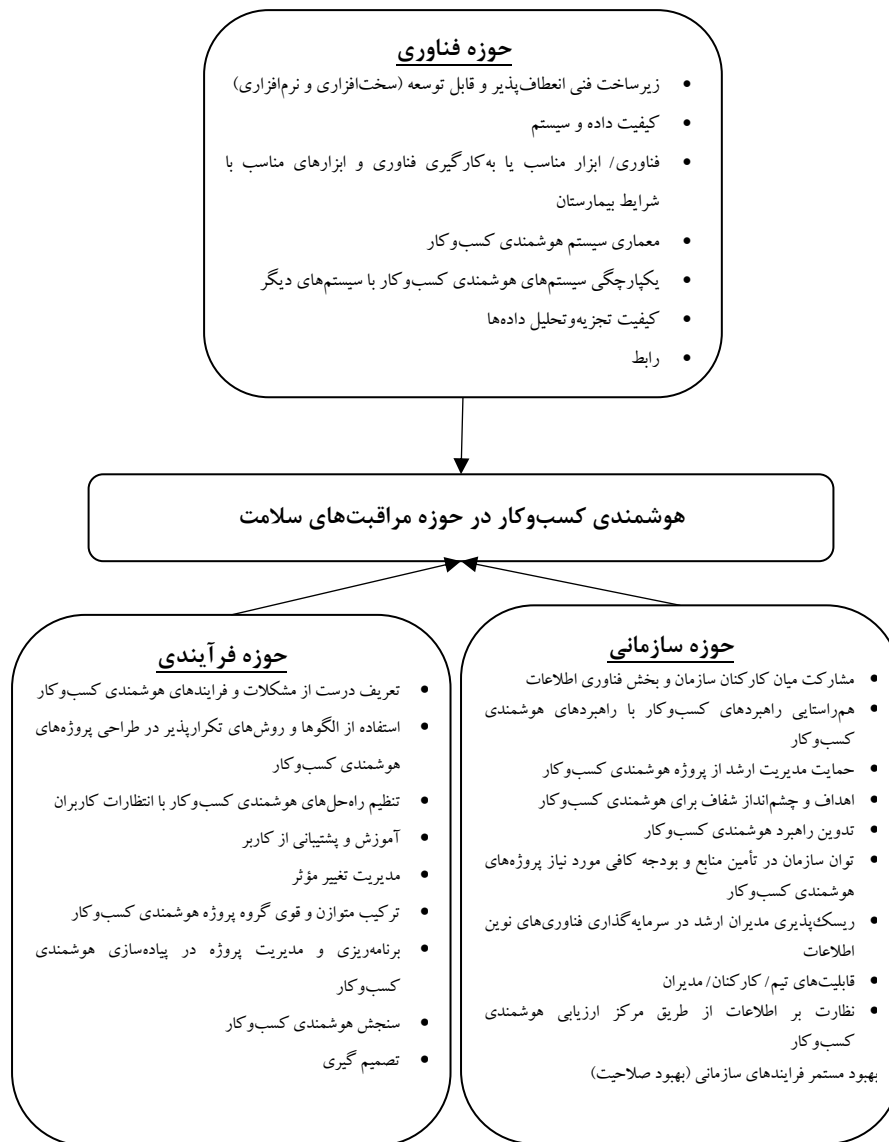 حوزه فناوری
• زیرساخت فنی انعطاف‌پذیر و قابل توسعه (سخت‌افزاری و نرم‌افزاری)
• کیفیت داده و سیستم
• فناوری/ ابزار مناسب یا به‌کارگیری فناوری و ابزارهای مناسب با
شرایط بیمارستان
• معماری سیستم هوشمندی کسب‌وکار
• یکپارچگی سیستم‌های هوشمندی کسب‌وکار با سیستم‌های دیگر
• کیفیت تجزیه‌وتحلیل داده‌ها
• رابط
هوشمندی کسب‌وکار در حوزه مراقبت‌های سلامت
حوزه سازمانی
• مشارکت میان کارکنان سازمان و بخش فناوری اطلاعات
• هم‌راستایی راهبردهای کسب‌وکار با راهبردهای هوشمندی
کسب‌وکار
• حمایت مدیریت ارشد از پروژه هوشمندی کسب‌وکار
• اهداف و چشم‌انداز شفاف برای هوشمندی کسب‌وکار
• تدوین راهبرد هوشمندی کسب‌وکار
• توان سازمان در تأمین منابع و بودجه کافی مورد نیاز پروژه‌های
هوشمندی کسب‌وکار
• ریسک‌پذیری مدیران ارشد در سرمایه‌گذاری فناوری‌های نوین
اطلاعات
• قابلیت‌های تیم/ کارکنان/ مدیران
• نظارت بر اطلاعات از طریق مرکز ارزیابی هوشمندی
کسب‌وکار
بهبود مستمر فرایندهای سازمانی (بهبود صلاحیت)
حوزه فرآیندی
• تعریف درست از مشکلات و فرایندهای هوشمندی کسب‌وکار
• استفاده از الگوها و روش‌های تکرارپذیر در طراحی پروژه‌های
هوشمندی کسب‌وکار
• تنظیم راه‌حل‌های هوشمندی کسب‌وکار با انتظارات کاربران
• آموزش و پشتیبانی از کاربر
• مدیریت تغییر مؤثر
• ترکیب متوازن و قوی گروه پروژه هوشمندی کسب‌وکار
• برنامه‌ریزی و مدیریت پروژه در پیاده‌سازی هوشمندی
کسب‌وکار
• سنجش هوشمندی کسب‌وکار
• تصمیم گیری